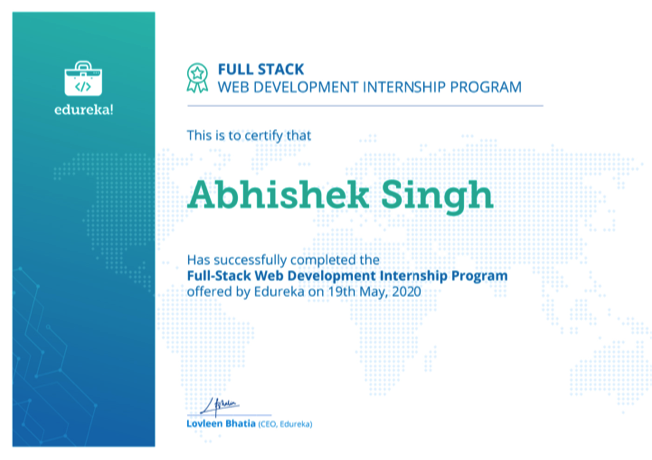 edureka!
FULL STACK
WEB DEVELOPMENT INTERNSHIP PROGRAM
This is to certify that
Abhishek Singh
Has successfully completed the
Full-Stack Web Development Internship Program
offered by Edureka on 19th May, 2020
Lovleen Bhatia (CEO, Edureka)